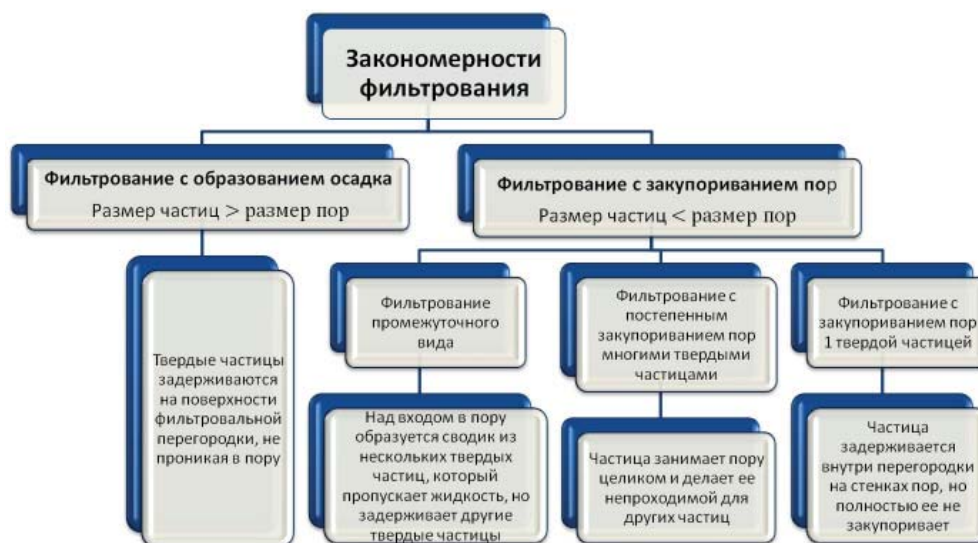 Закономерности
фильтрования
Фильтрование с образованием осадка
Размер частиц > размер пор
Фильтрование с закупориванием пор
Размер частиц < размер пор
Твердые частицы
задерживаются
на поверхности
фильтровальной
перегородки, не
проникая в пору
Фильтрование
промежуточного
вида
Над входом в пору
образуется сводик из
нескольких твердых
частиц, который
пропускает жидкость, но
задерживает другие
твердые частицы
Фильтрование с
постепенным
закупориванием пор
многими твердыми
частицами
Частица занимает пору
целиком и делает ее
непроходимой для
других частиц
Фильтрование с
закупориванием пор
1 твердой частицей
Частица
задерживается
внутри перегородки
на стенках пор, но
полностью ее не
закупоривает